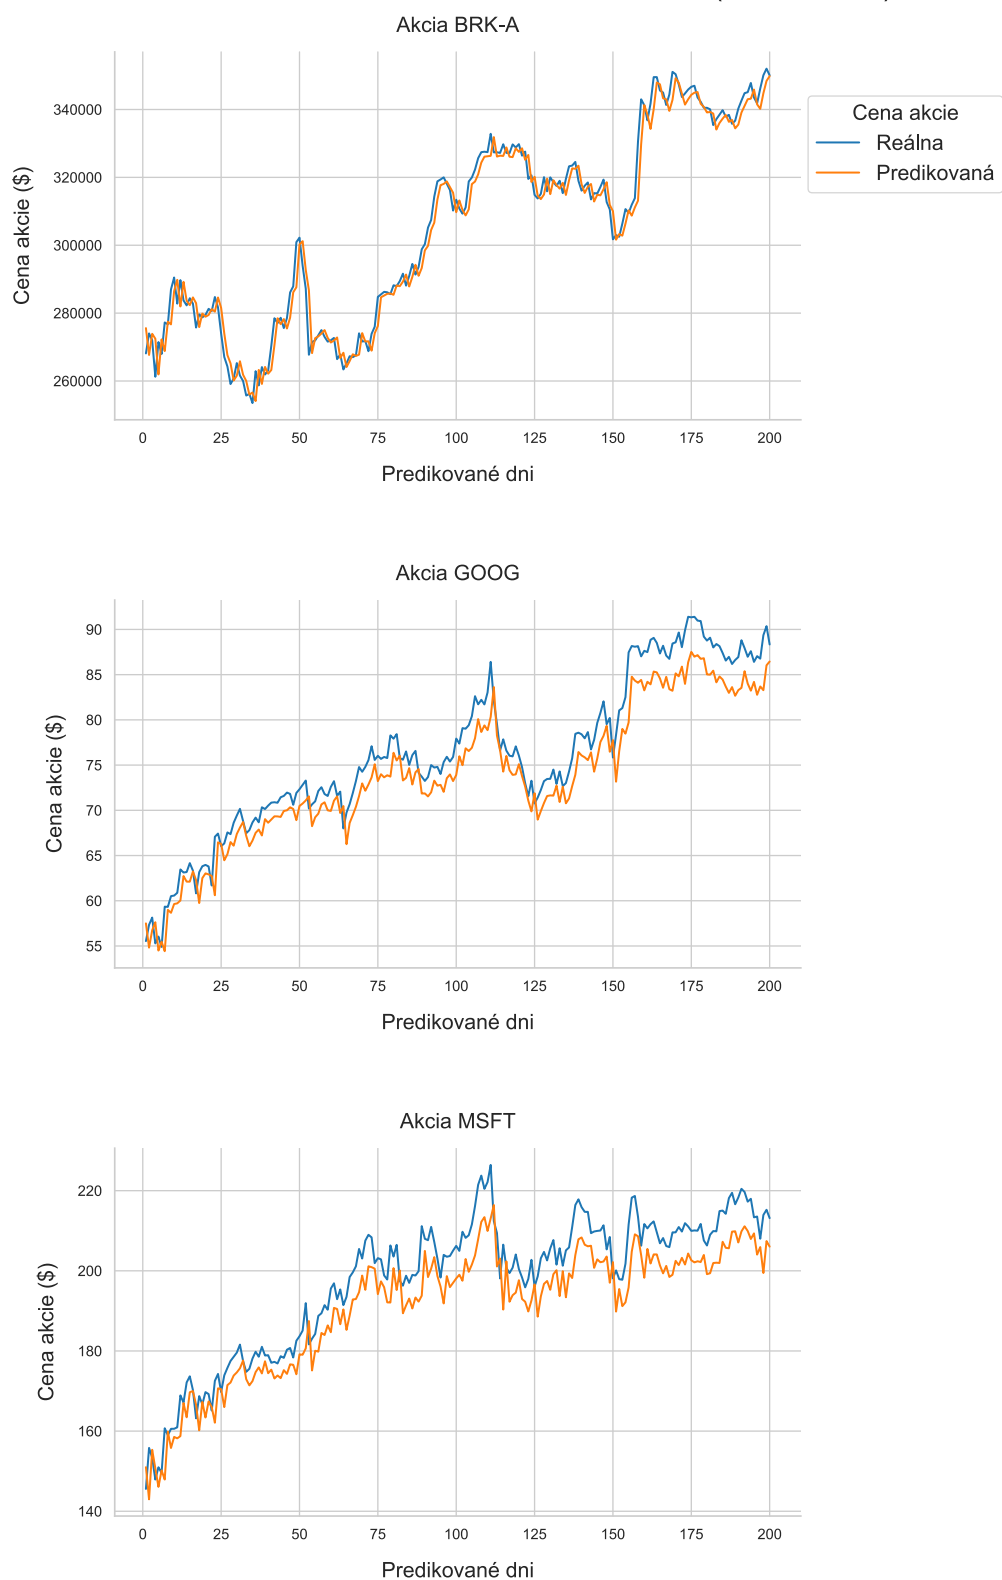 Akcia BRK-A
Cena akcie ($)
340000
320000
300000
280000
260000
0 25 50 75 100 125 150 175 200
Predikované dni
Cena akcie
Reálna
Predikovaná
Akcia GOOG
Cena akcie ($)
90
85
80
75
70
65
60
55
0 25 50 75 100 125 150 175 200
Predikované dni
Akcia MSFT
Cena akcie ($)
220
200
180
160
140
0 25 50 75 100 125 150 175 200
Predikované dni